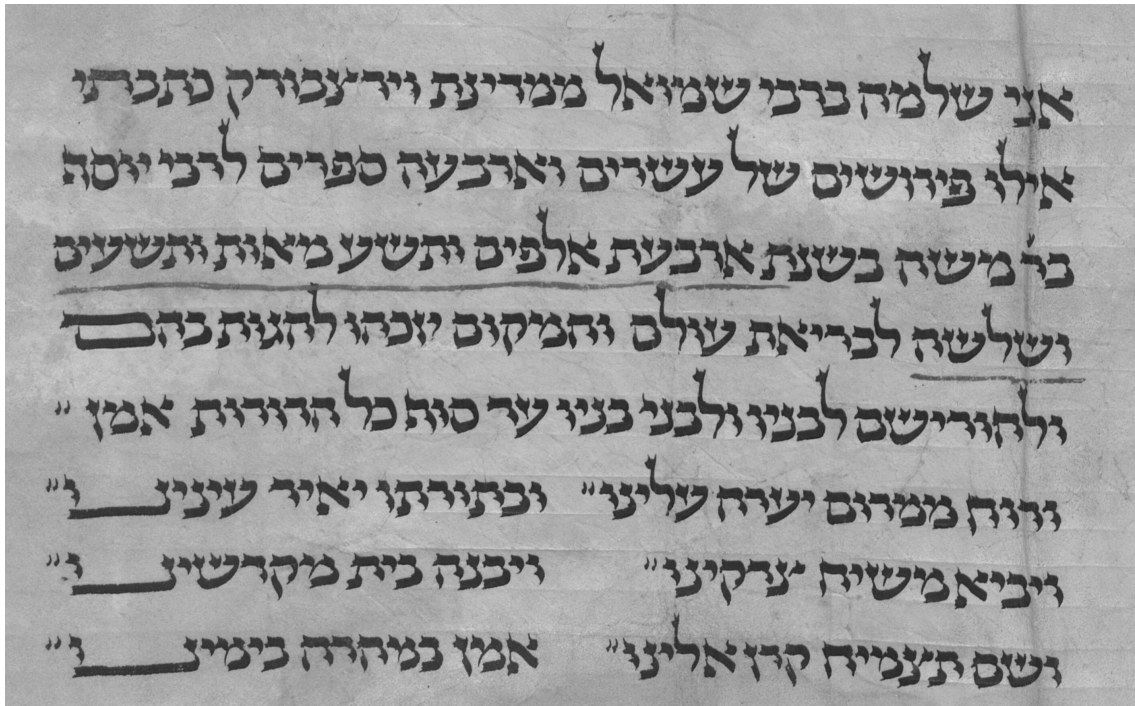 אני שלמה ברבי שמואל ממדינת וירצבורק כתבתי
אילו פירושים של עשרים וארבעה ספרים לרבי יוסף
בר משה בשנת ארבעת אלפים ותשע מאות ותשעים
ושלשה לבריאת עולם והמקום יזכהו להגות בהם
ולהורישם לבניו ולבני בניו עד סוף כל הדורות אמן ״
ורוח ממרום יערה עלינו ״ ובתורתו יאיר עינינו ״
ויביא משיח צדקינו ״ ויבנה בית מקדשינו ״
ושם תצמיח קרן אלינו ״ אמן במהרה בימינו ״